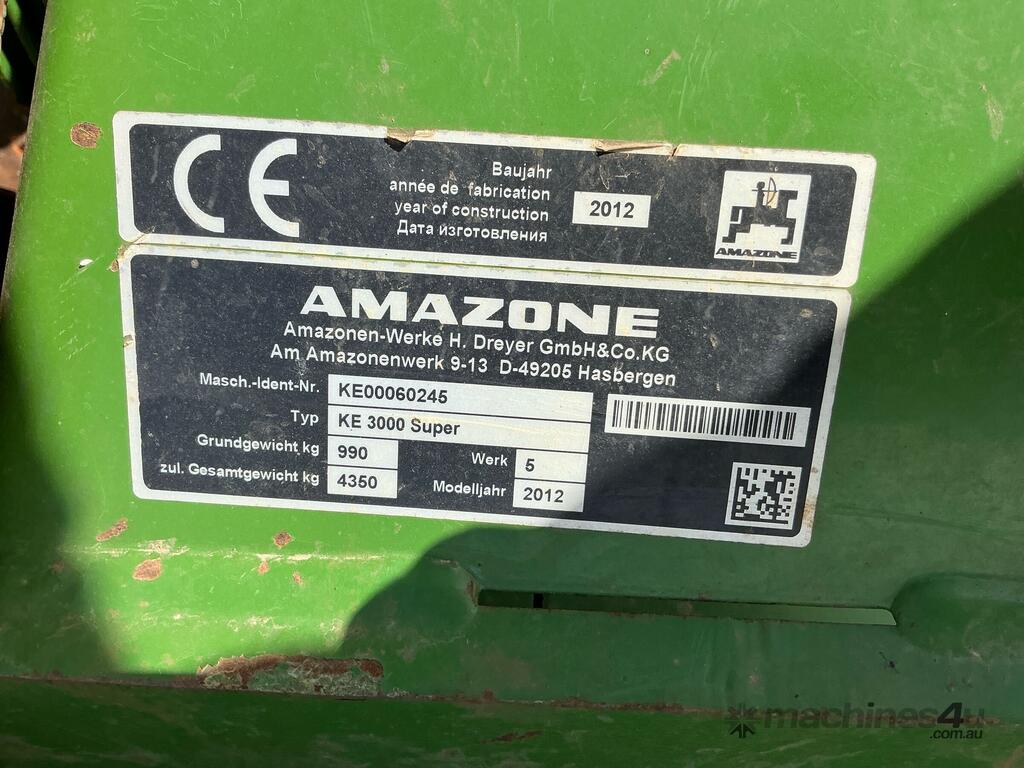 CE
Baujahr
année de fabrication
year of construction 2012
Дата изготовления
AMAZONE
AMAZONE
Amazonen-Werke H. Dreyer GmbH&Co.KG
Am Amazonenwerk 9-13 D-49205 Hasbergen
Masch.-Ident-Nr. KE00060245
Typ KE 3000 Super
Grundgewicht kg 990 Werk 5
zul. Gesamtgewicht kg 4350 Modelljahr 2012
machines4u
.com.au